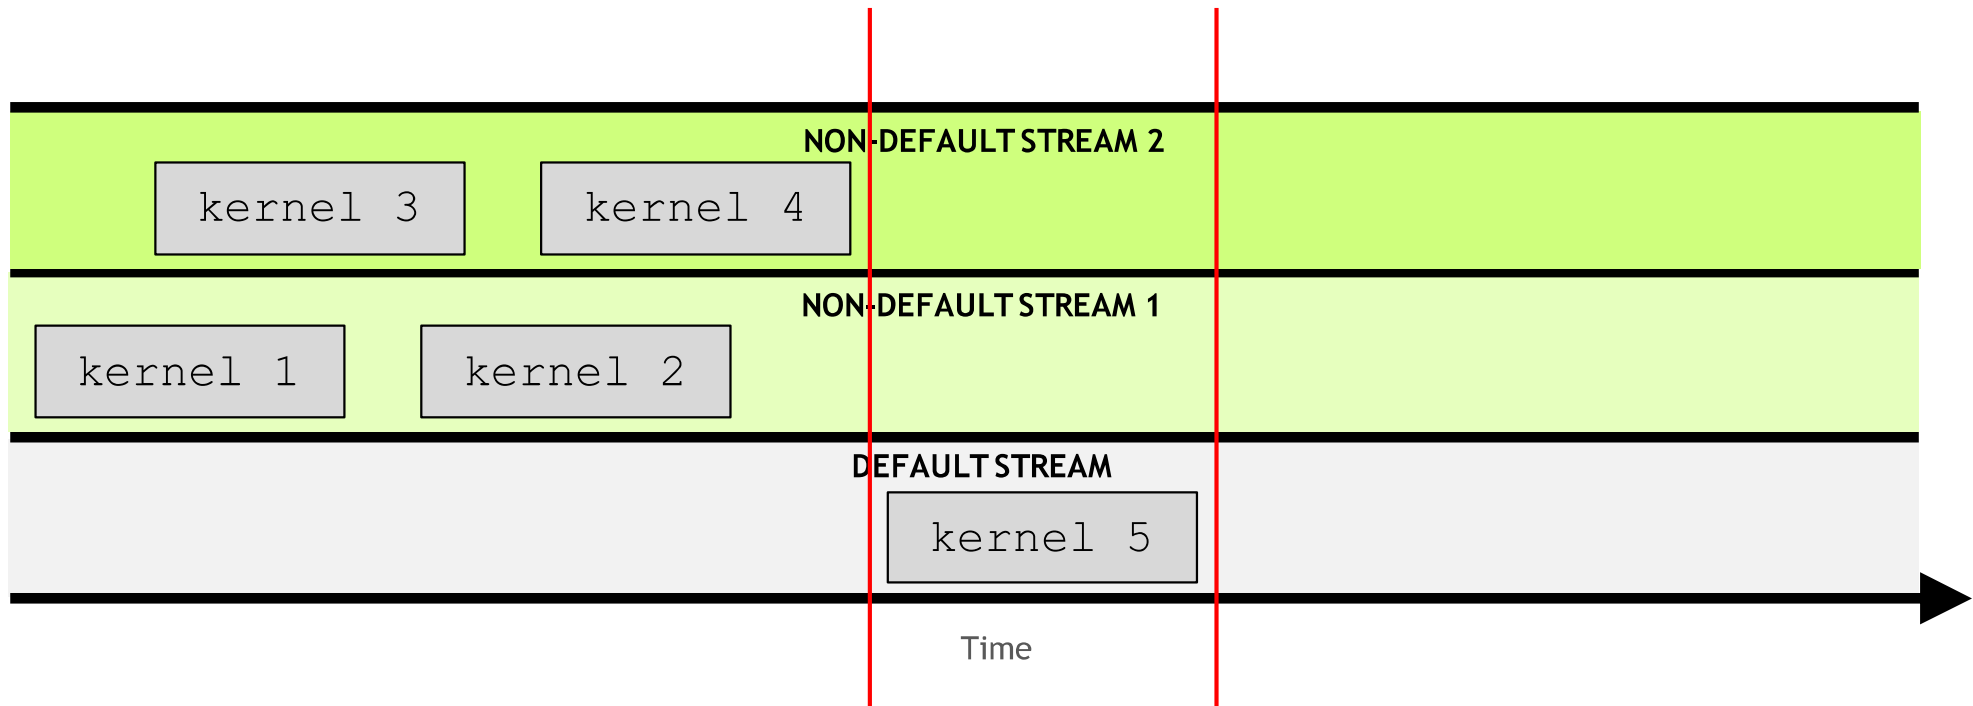 NON-DEFAULT STREAM 2
kernel 3
kernel 4
NON-DEFAULT STREAM 1
kernel 1
kernel 2
DEFAULT STREAM
kernel 5
Time